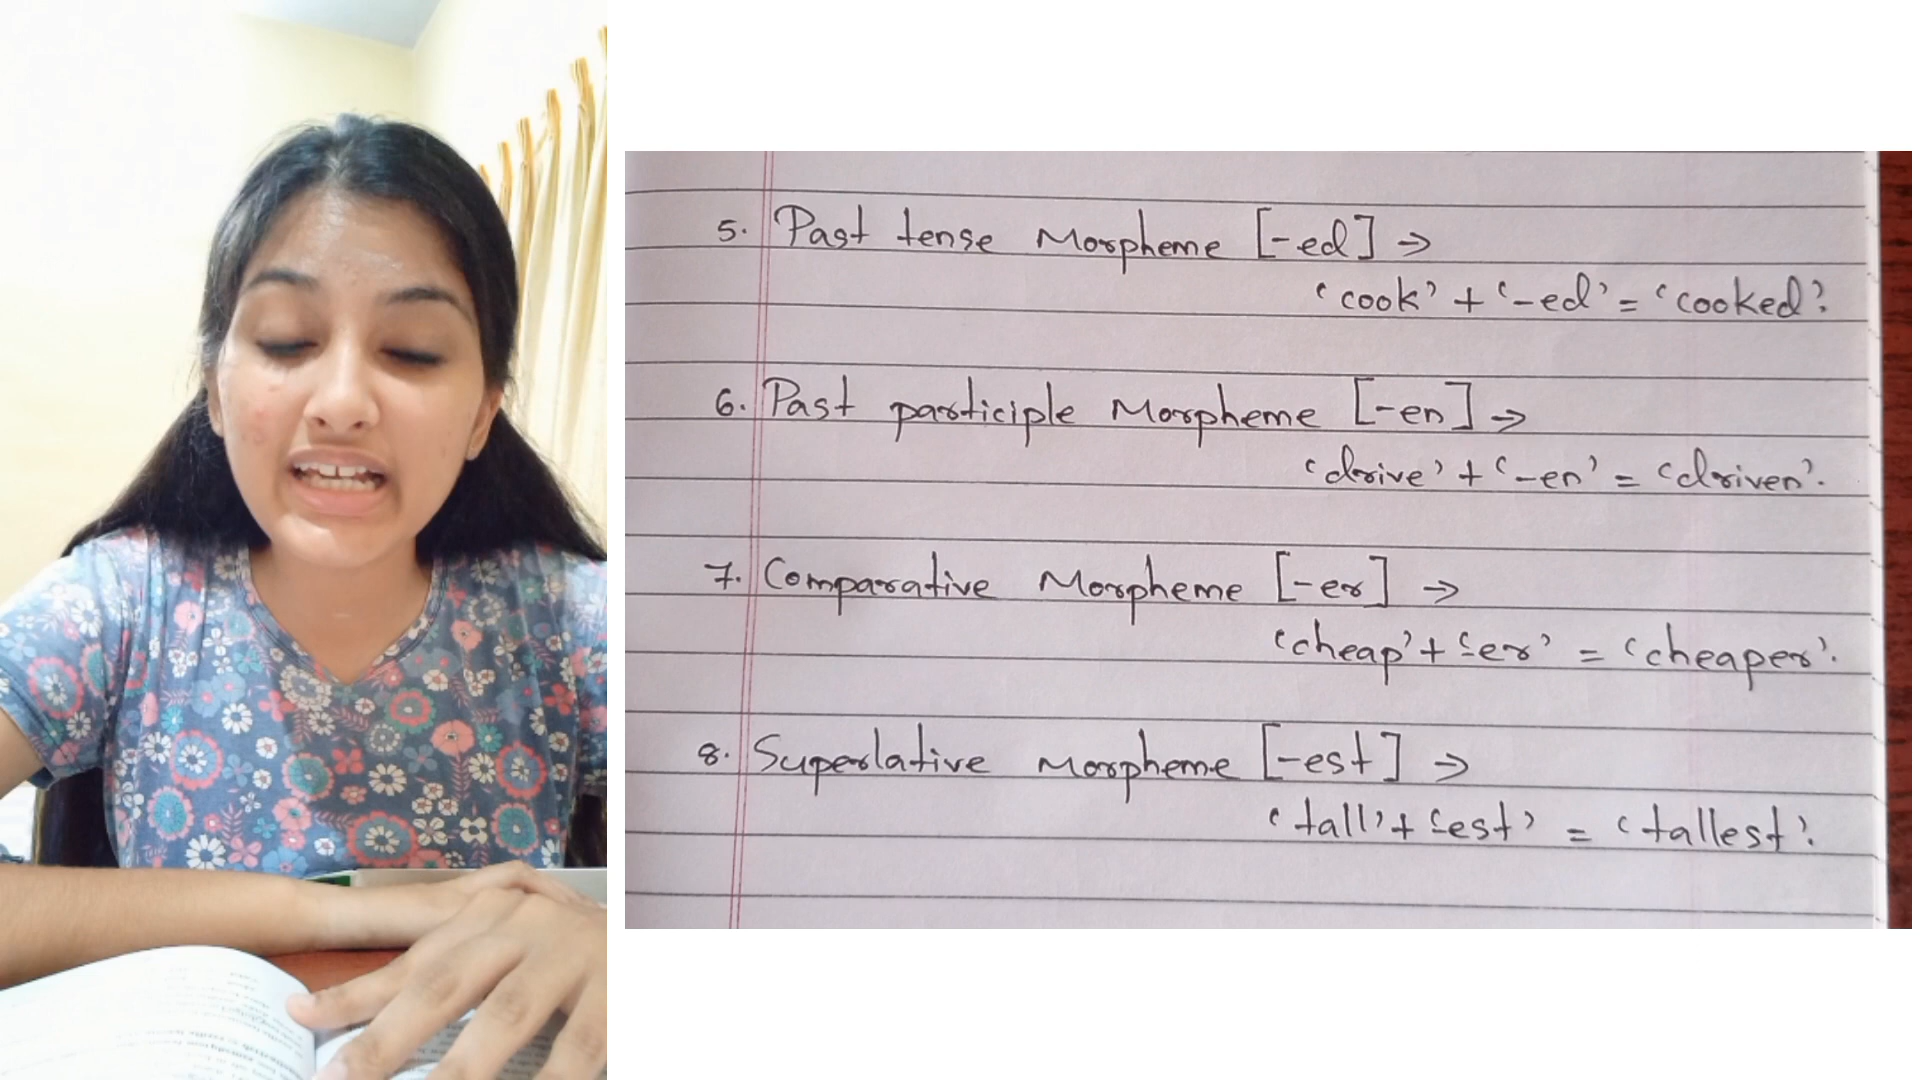 5. Past tense Morpheme [-ed] →
'cook' + '-ed' = 'cooked'.
6. Past participle Morpheme [-en] →
'drive' + '-en' = 'driven'.
7. Comparative Morpheme [-er] →
'cheap' + '-er' = 'cheaper'.
8. Superlative Morpheme [-est] →
'tall' + '-est' = 'tallest'.